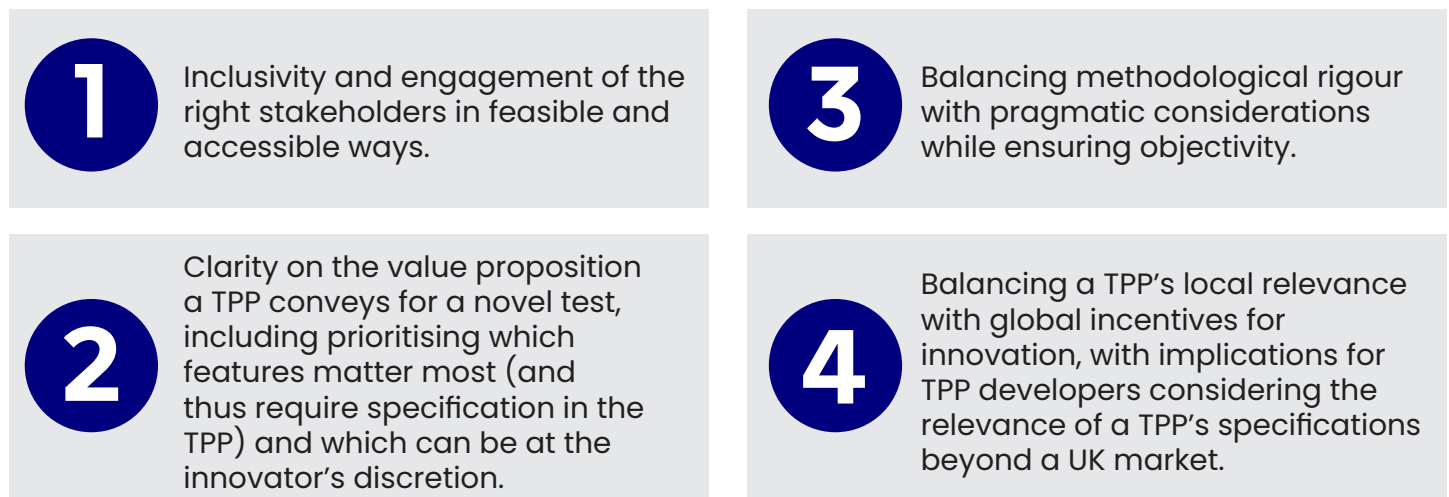 1
Inclusivity and engagement of the
right stakeholders in feasible and
accessible ways.
2
Clarity on the value proposition
a TPP conveys for a novel test,
including prioritising which
features matter most (and
thus require specification in the
TPP) and which can be at the
innovator’s discretion.
3
Balancing methodological rigour
with pragmatic considerations
while ensuring objectivity.
4
Balancing a TPP’s local relevance
with global incentives for
innovation, with implications for
TPP developers considering the
relevance of a TPP’s specifications
beyond a UK market.